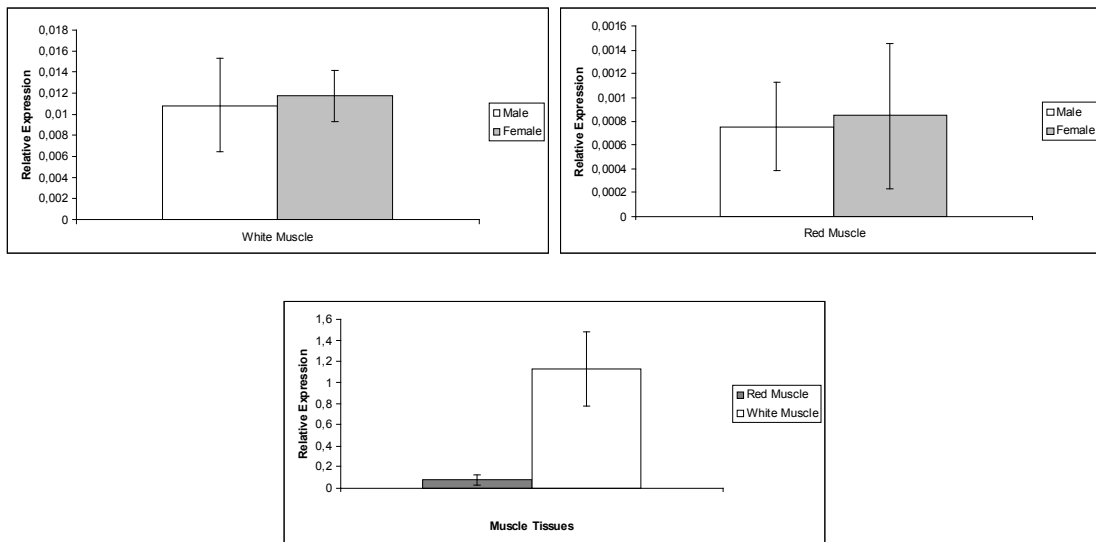 0,018
0,016
0,014
0,012
0,01
0,008
0,006
0,004
0,002
0
Relative Expression
White Muscle
Male
Female
0,0016
0,0014
0,0012
0,001
0,0008
0,0006
0,0004
0,0002
0
Relative Expression
Red Muscle
Male
Female
1,6
1,4
1,2
1
0,8
0,6
0,4
0,2
0
Relative Expression
Muscle Tissues
Red Muscle
White Muscle